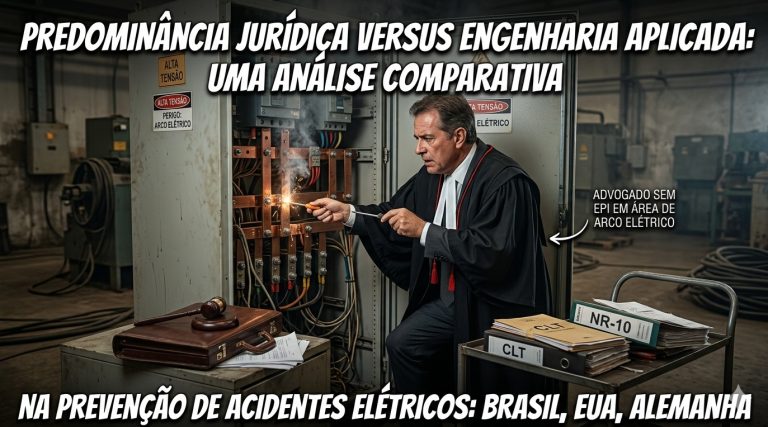 PREDOMINÂNCIA JURÍDICA VERSUS ENGENHARIA APLICADA:
UMA ANÁLISE COMPARATIVA
ALTA
TENSÃO
ALTA TENSÃO
PERIGO:
ARCO ELÉTRICO
ALTA TENSÃO
ELÉTRICO
ADVOGADO SEM
EPI EM ÁREA DE
ARCO ELÉTRICO
CLT
NR-10
CLT
NA PREVENÇÃO DE ACIDENTES ELÉTRICOS: BRASIL, EUA, ALEMANHA